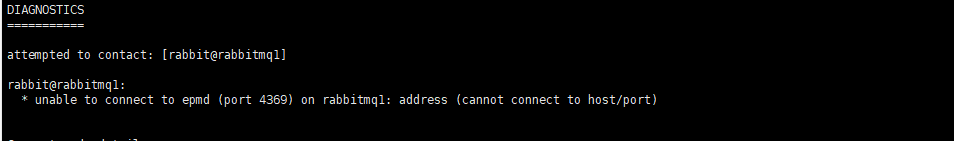 DIAGNOSTICS
===========
attempted to contact: [rabbit@rabbitmq1]
rabbit@rabbitmq1:
* unable to connect to epmd (port 4369) on rabbitmq1: address (cannot connect to host/port)